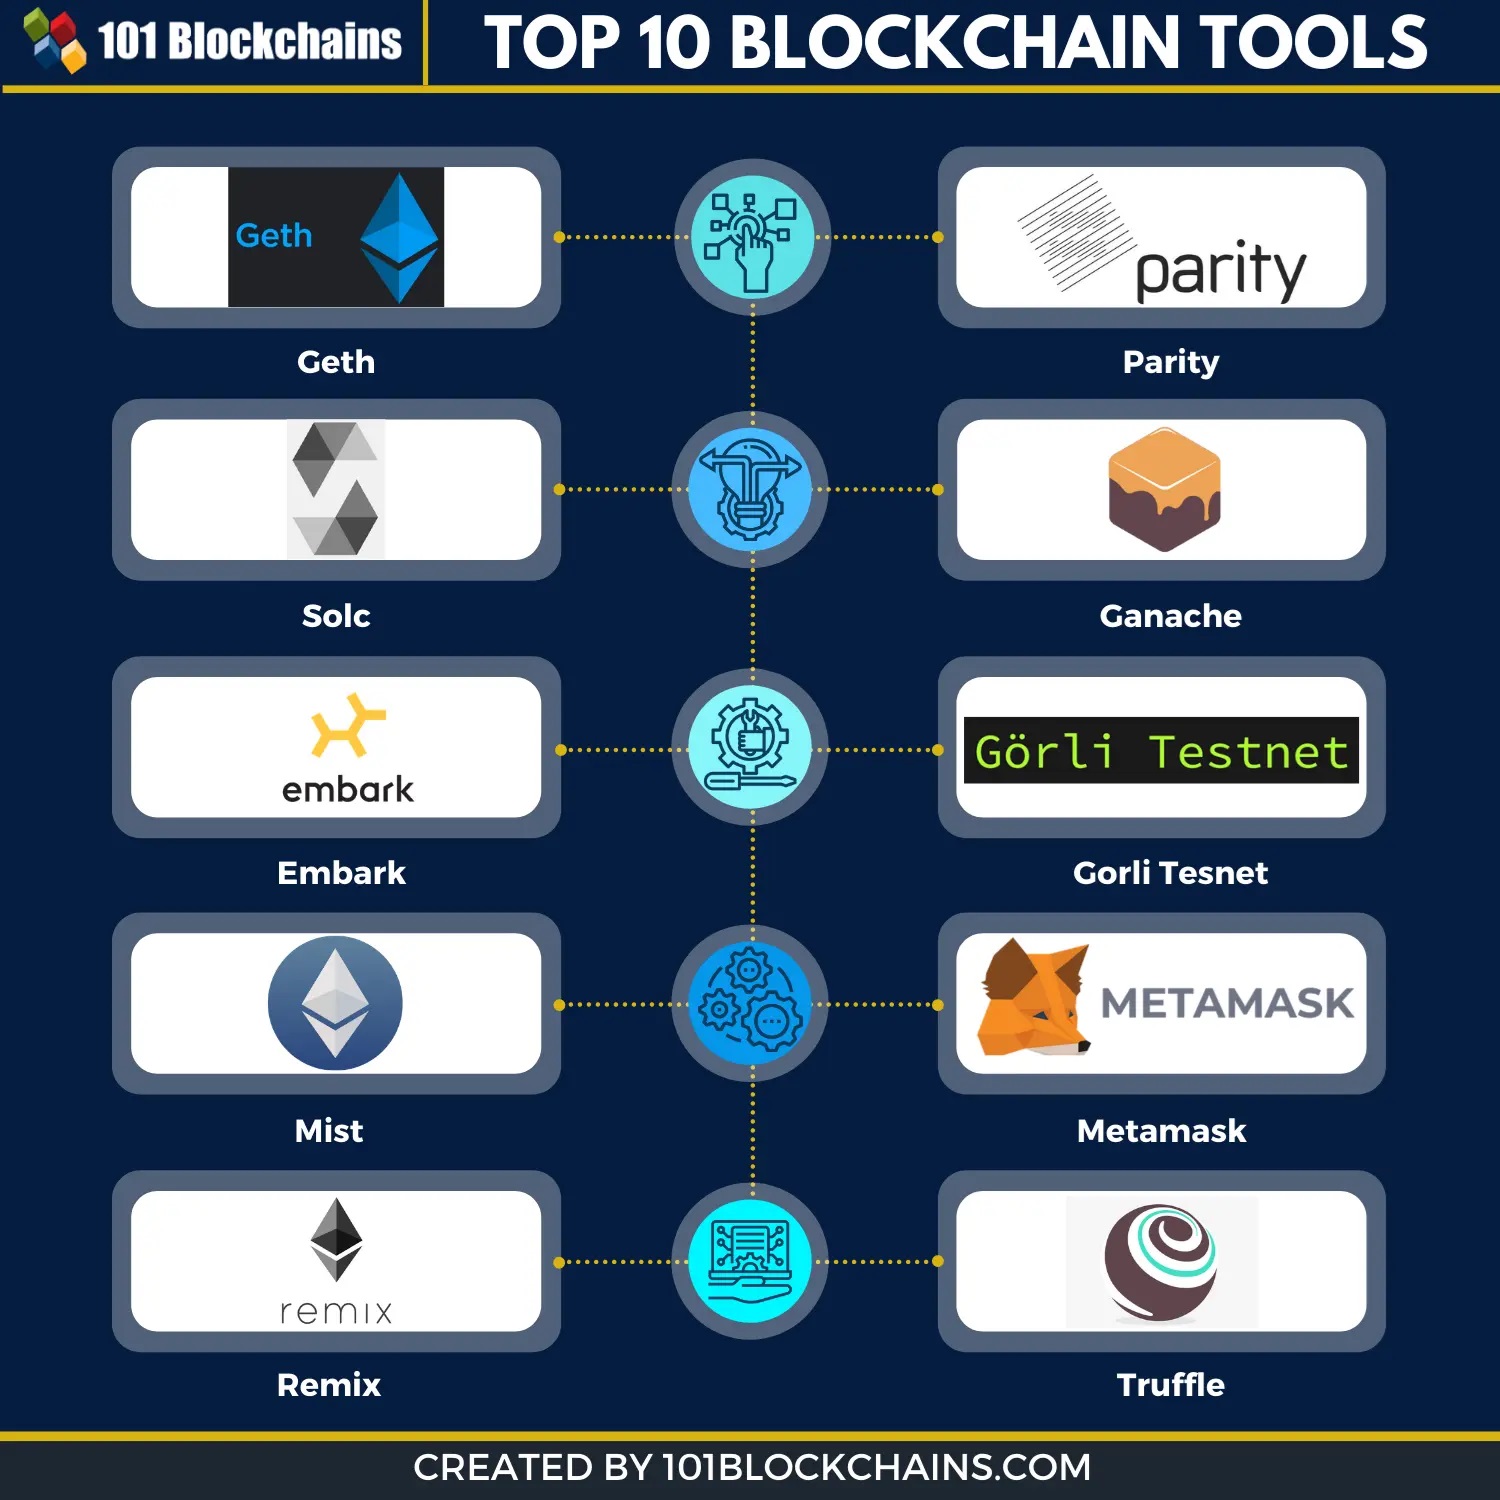 101 Blockchains
TOP 10 BLOCKCHAIN TOOLS
Geth
parity
Geth
Parity
Solc
Ganache
embark
Görli Testnet
Embark
Gorli Tesnet
METAMASK
Mist
Metamask
remix
Remix
Truffle
CREATED BY 101BLOCKCHAINS.COM